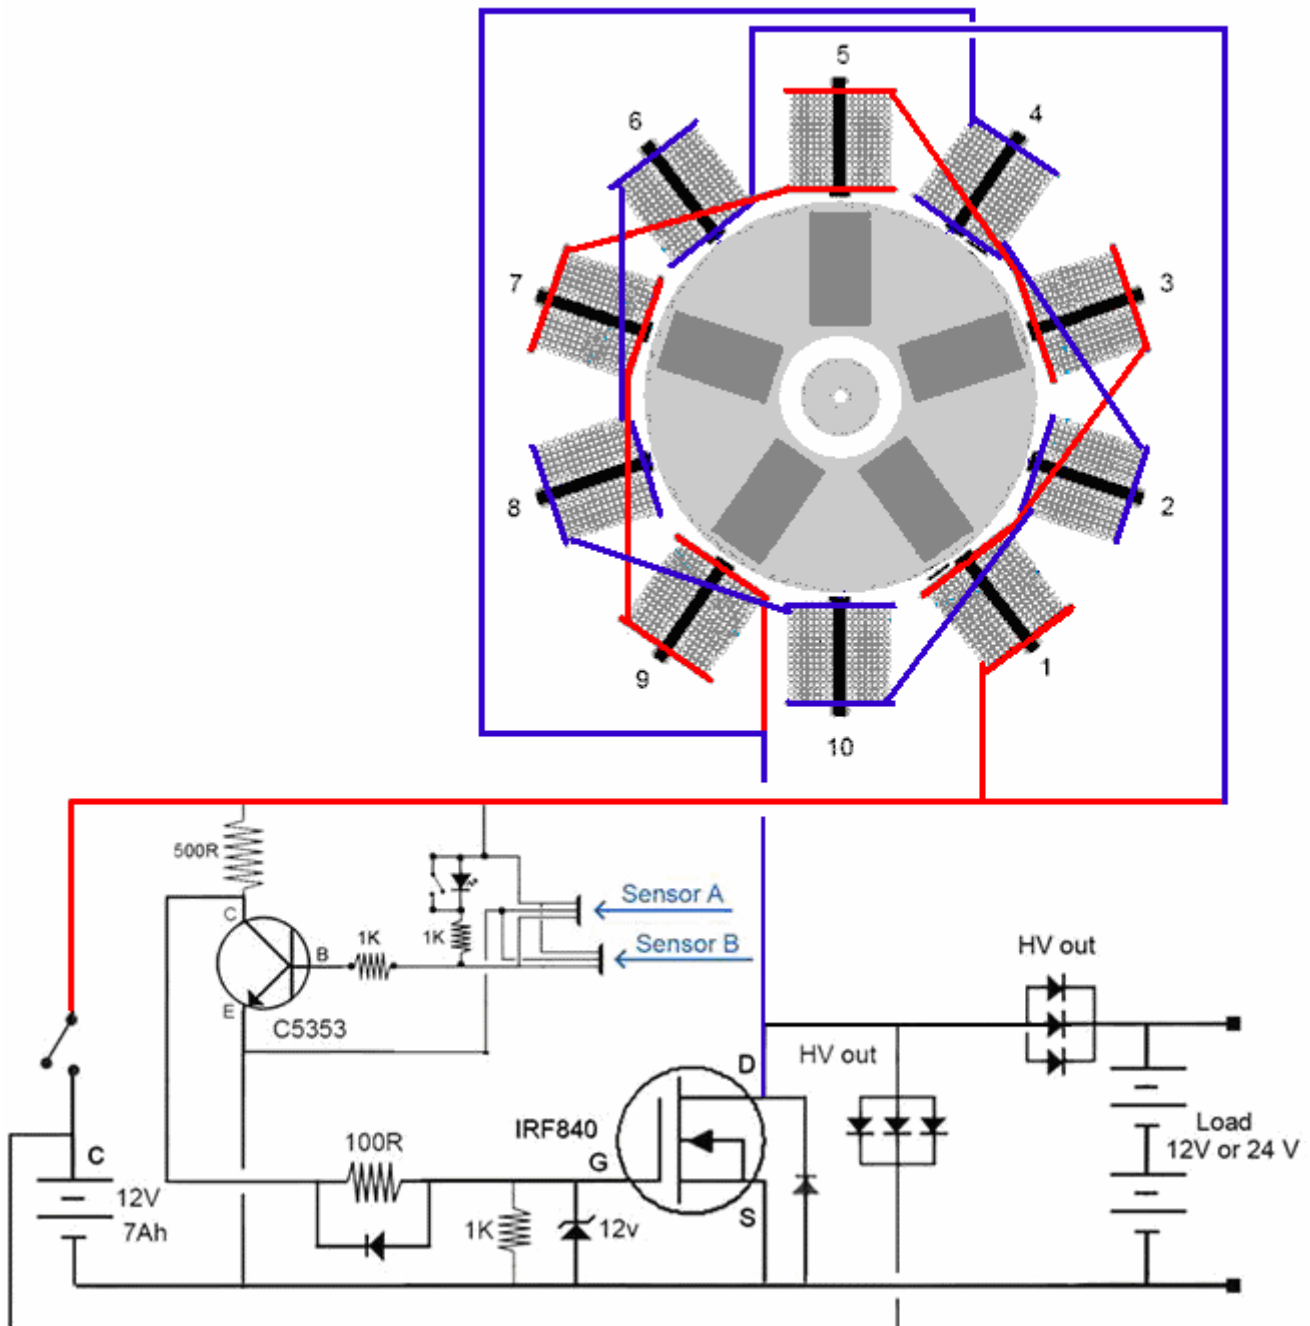 5
4
6
3
7
2
8
1
9
10
500R
C
Sensor A
1K
1K
B
Sensor B
HV out
E
C5353
HV out
D
IRF840
Load
12V or 24 V
100R
G
C
12V
7Ah
1K
12v
S